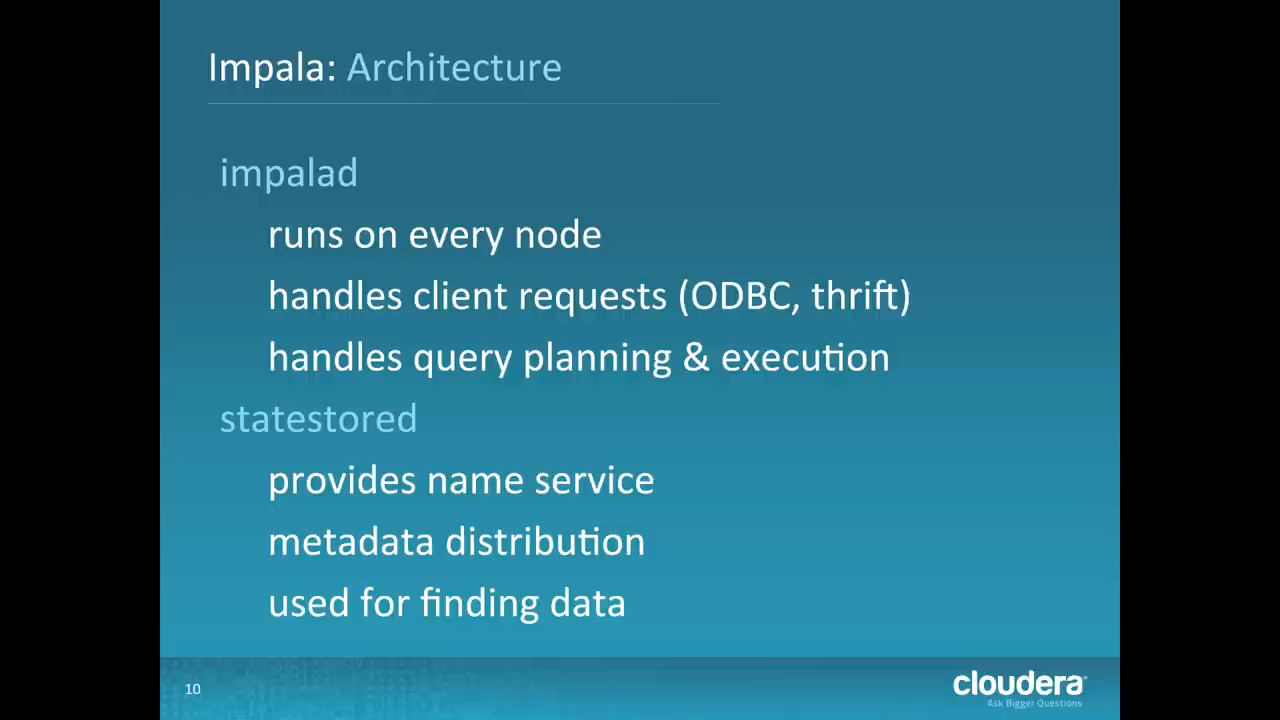 Impala: Architecture
impalad
runs on every node
handles client requests (ODBC, thrift)
handles query planning & execution
statestored
provides name service
metadata distribution
used for finding data
10
cloudera
Ask Bigger Questions